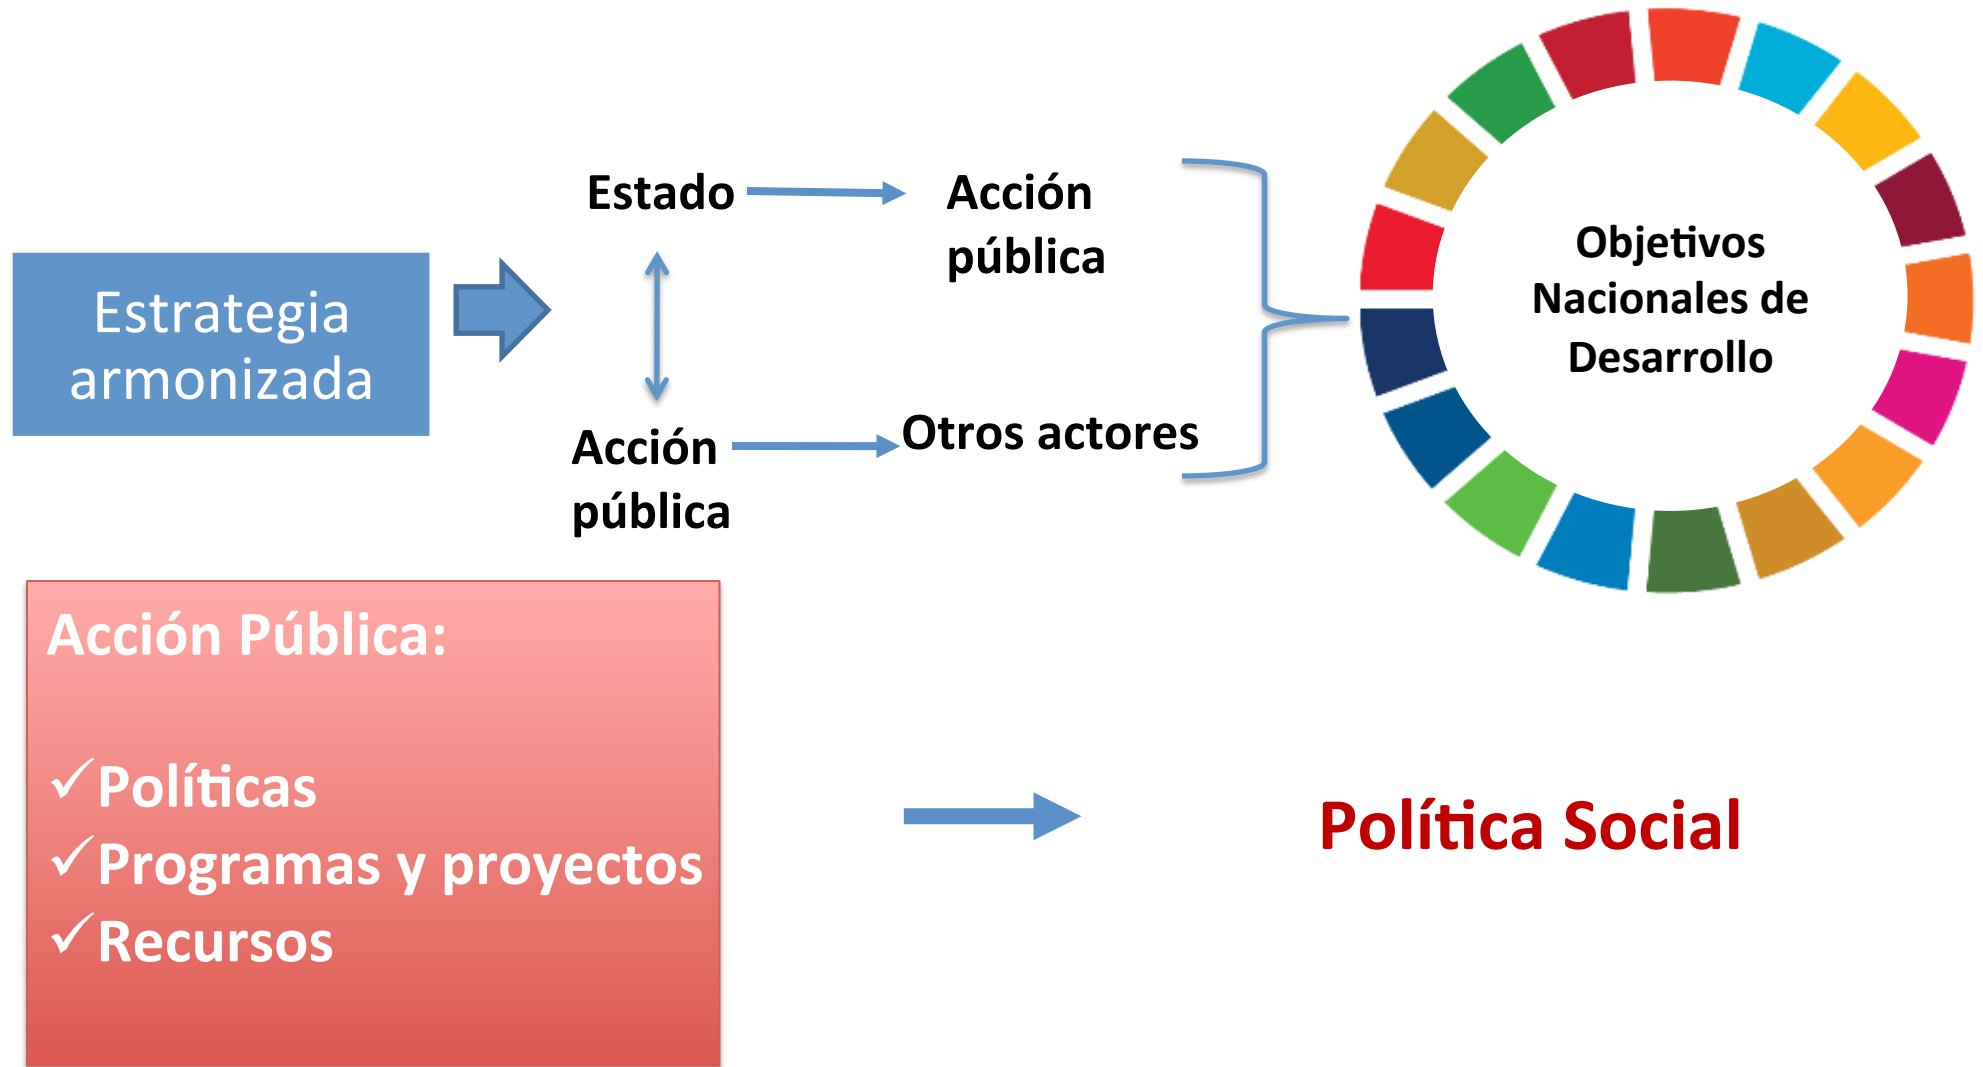 Estrategia
armonizada
Estado
Acción
pública
Acción
pública
Otros actores
Objetivos
Nacionales de
Desarrollo
Acción Pública:
✓Políticas
✓Programas y proyectos
✓Recursos
Política Social